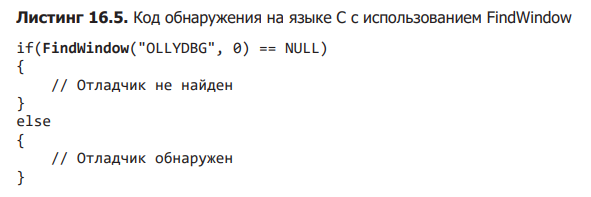 Листинг 16.5. Код обнаружения на языке C с использованием FindWindow
if(FindWindow("OLLYDBG", 0) == NULL)
{
    // Отладчик не найден
}
else
{
    // Отладчик обнаружен
}